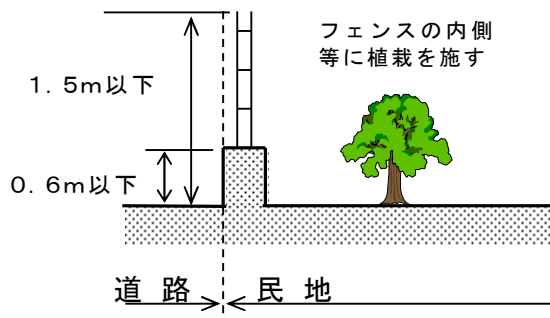 フェンスの内側
等に植栽を施す
1.5m以下
0.6m以下
道路
民地